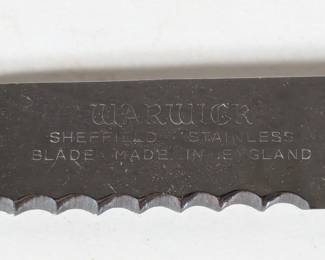 WARWICK
SHEFFIELD STAINLESS
BLADE MADE IN ENGLAND